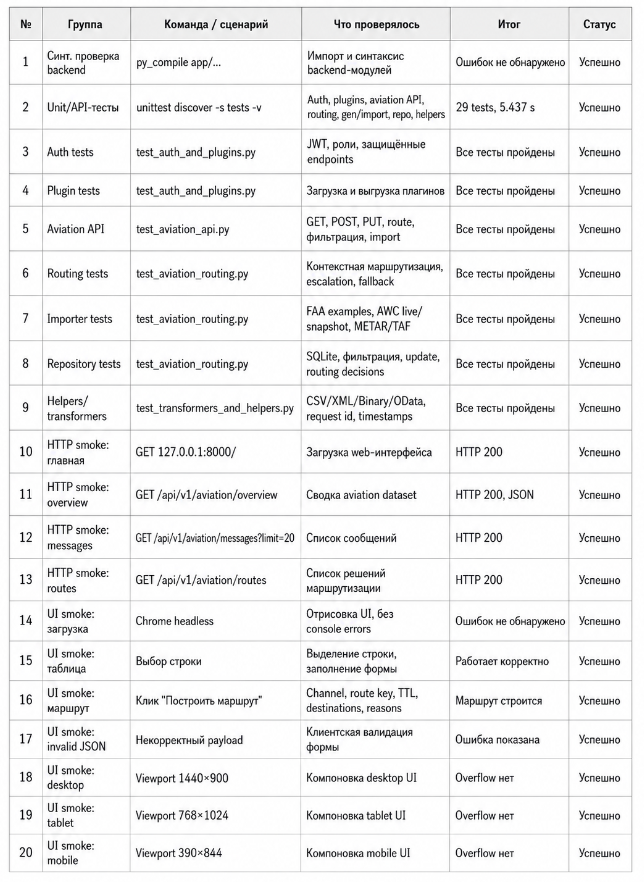 № Группа Команда / сценарий Что проверялось Итог Статус
1 Синт. проверка backend py_compile app/... Импорт и синтаксис backend-модулей Ошибок не обнаружено Успешно
2 Unit/API-тесты unittest discover -s tests -v Auth, plugins, aviation API, routing, gen/import, repo, helpers 29 tests, 5.437 s Успешно
3 Auth tests test_auth_and_plugins.py JWT, роли, защищённые endpoints Все тесты пройдены Успешно
4 Plugin tests test_auth_and_plugins.py Загрузка и выгрузка плагинов Все тесты пройдены Успешно
5 Aviation API test_aviation_api.py GET, POST, PUT, route, фильтрация, import Все тесты пройдены Успешно
6 Routing tests test_aviation_routing.py Контекстная маршрутизация, escalation, fallback Все тесты пройдены Успешно
7 Importer tests test_aviation_routing.py FAA examples, AWC live/ snapshot, METAR/TAF Все тесты пройдены Успешно
8 Repository tests test_aviation_routing.py SQLite, фильтрация, update, routing decisions Все тесты пройдены Успешно
9 Helpers/ transformers test_transformers_and_helpers.py CSV/XML/Binary/OData, request id, timestamps Все тесты пройдены Успешно
10 HTTP smoke: главная GET 127.0.0.1:8000/ Загрузка web-интерфейса HTTP 200 Успешно
11 HTTP smoke: overview GET /api/v1/aviation/overview Сводка aviation dataset HTTP 200, JSON Успешно
12 HTTP smoke: messages GET /api/v1/aviation/messages?limit=20 Список сообщений HTTP 200 Успешно
13 HTTP smoke: routes GET /api/v1/aviation/routes Список решений маршрутизации HTTP 200 Успешно
14 UI smoke: загрузка Chrome headless Отрисовка UI, без console errors Ошибок не обнаружено Успешно
15 UI smoke: таблица Выбор строки Выделение строки, заполнение формы Работает корректно Успешно
16 UI smoke: маршрут Клик "Построить маршрут" Channel, route key, TTL, destinations, reasons Маршрут строится Успешно
17 UI smoke: invalid JSON Некорректный payload Клиентская валидация формы Ошибка показана Успешно
18 UI smoke: desktop Viewport 1440×900 Компоновка desktop UI Overflow нет Успешно
19 UI smoke: tablet Viewport 768×1024 Компоновка tablet UI Overflow нет Успешно
20 UI smoke: mobile Viewport 390×844 Компоновка mobile UI Overflow нет Успешно